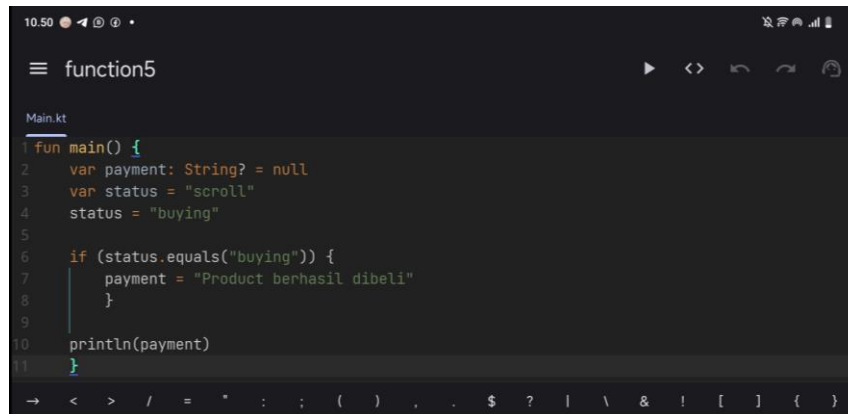 10.50
function5
Main.kt
1 fun main() {
2 var payment: String? = null
3 var status = "scroll"
4 status = "buying"
5
6 if (status.equals("buying")) {
7 payment = "Product berhasil dibeli"
8 }
9
10 println(payment)
11 }
→ < > / = " : ; ( ) , . $ ? | \ & ! [ ] { }